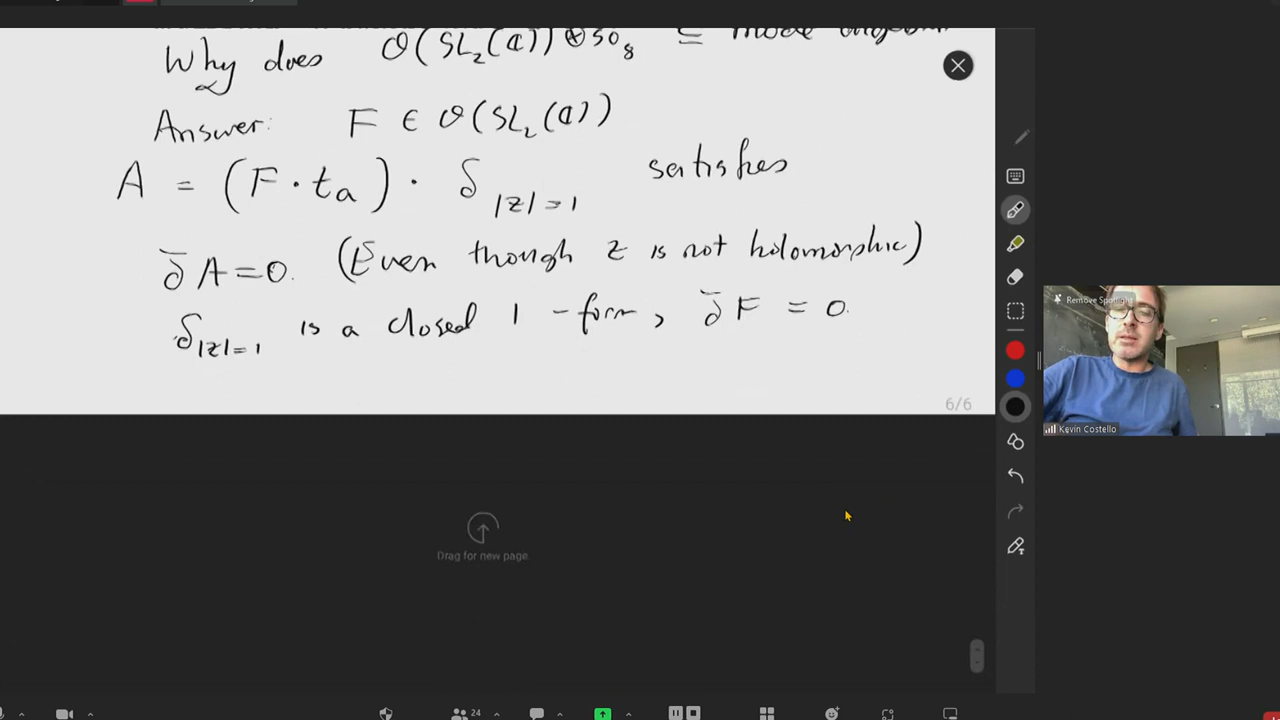 Why does O(SL₂(ℂ)) ⊗ so₈ ⊆ mode algebra
Answer: F ∈ O(SL₂(ℂ))
A = (F · tₐ) · δ_{|z|=1} satisfies
∂̄A = 0. (Even though z is not holomorphic)
δ_{|z|=1} is a closed 1-form, ∂̄F = 0.
6/6
Drag for new page.
Remove Spotlight
Kevin Costello
24